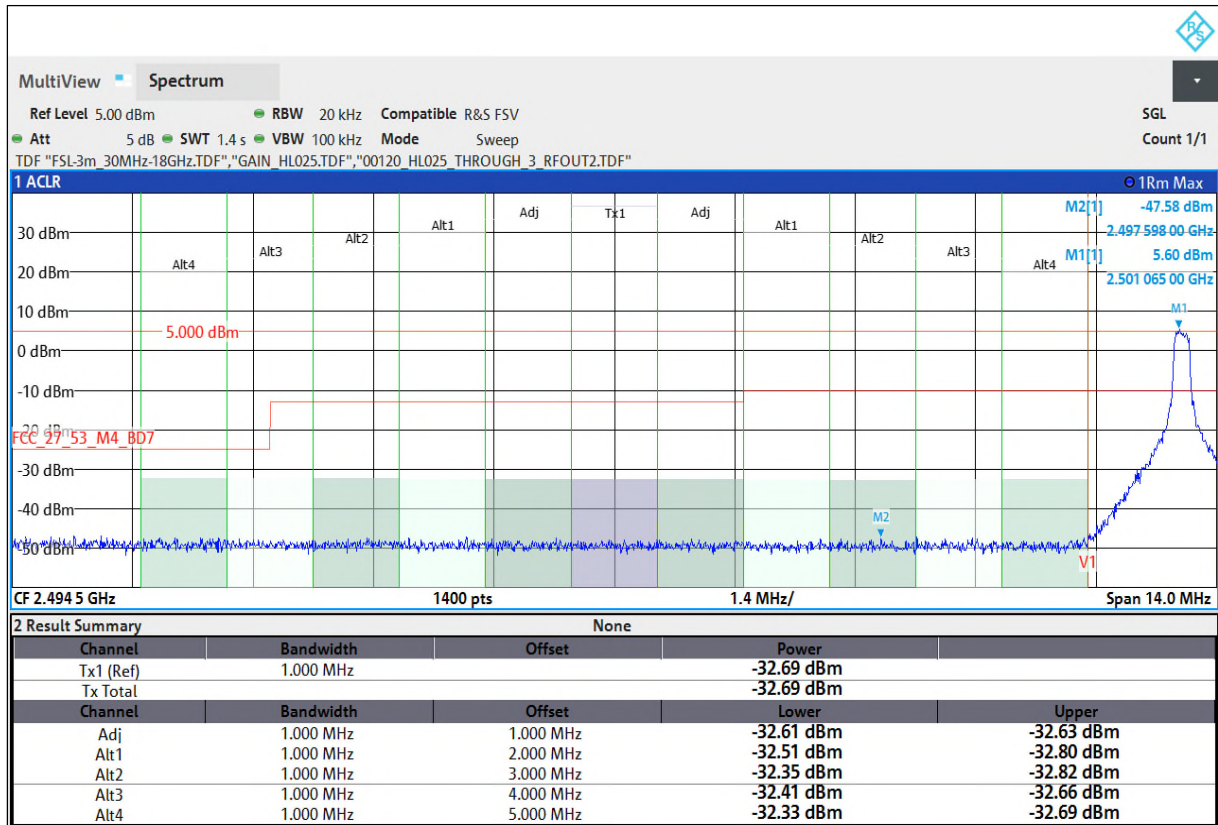 R&S
MultiView Spectrum
Ref Level 5.00 dBm RBW 20 kHz Compatible R&S FSV SGL
Att 5 dB SWT 1.4 s VBW 100 kHz Mode Sweep Count 1/1
TDF "FSL-3m_30MHz-18GHz.TDF","GAIN_HL025.TDF","00120_HL025_THROUGH_3_RFOUT2.TDF"
1 ACLR 1Rm Max
M2[1] -47.58 dBm
2.497 598 00 GHz
M1[1] 5.60 dBm
2.501 065 00 GHz
Alt4 Alt3 Alt2 Alt1 Adj Tx1 Adj Alt1 Alt2 Alt3 Alt4
30 dBm
20 dBm
10 dBm
M1
5.000 dBm
0 dBm
-10 dBm
-20 dBm
FCC_27_53_M4_BD7
-30 dBm
-40 dBm
M2
-50 dBm
V1
CF 2.494 5 GHz 1400 pts 1.4 MHz/ Span 14.0 MHz
2 Result Summary None
Channel Bandwidth Offset Power
Tx1 (Ref) 1.000 MHz -32.69 dBm
Tx Total -32.69 dBm
Channel Bandwidth Offset Lower Upper
Adj 1.000 MHz 1.000 MHz -32.61 dBm -32.63 dBm
Alt1 1.000 MHz 2.000 MHz -32.51 dBm -32.80 dBm
Alt2 1.000 MHz 3.000 MHz -32.35 dBm -32.82 dBm
Alt3 1.000 MHz 4.000 MHz -32.41 dBm -32.66 dBm
Alt4 1.000 MHz 5.000 MHz -32.33 dBm -32.69 dBm